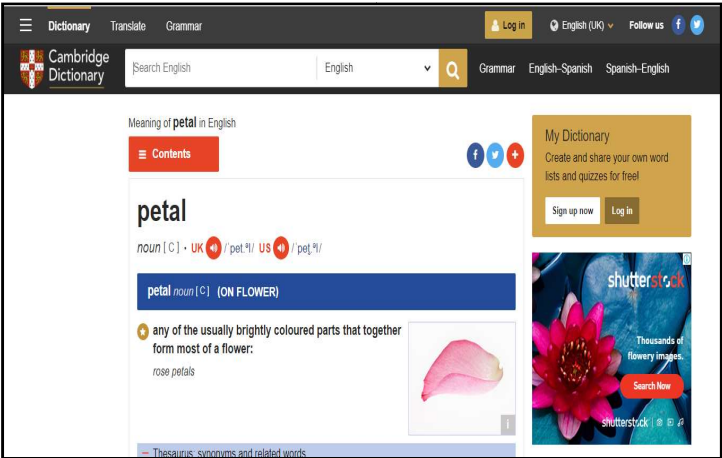 Dictionary Translate Grammar Log in English (UK) Follow us
Cambridge
Dictionary
Search English English Grammar English–Spanish Spanish–English
Meaning of petal in English
Contents
petal
noun [ C ] • UK /ˈpet.əl/ US /ˈpet̬.əl/
petal noun [ C ] (ON FLOWER)
any of the usually brightly coloured parts that together
form most of a flower:
rose petals
Thesaurus: synonyms and related words
My Dictionary
Create and share your own word
lists and quizzes for free!
Sign up now Log in
shutterstock
Thousands of
flowery images.
Search Now
shutterstock